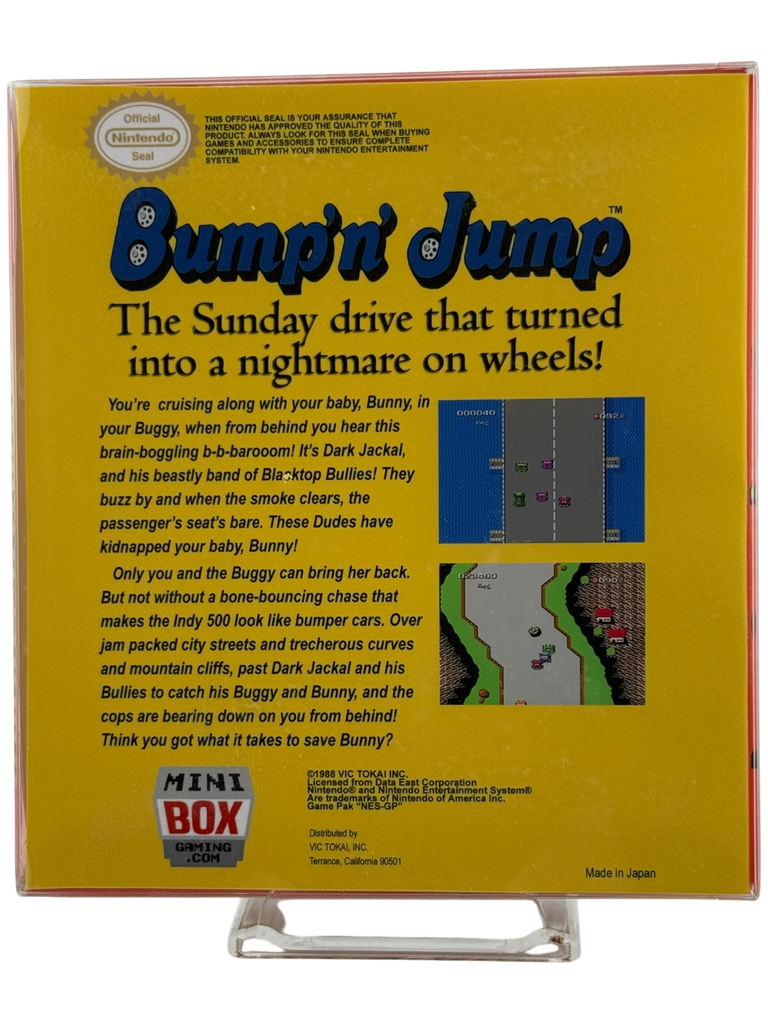 Official
Nintendo®
Seal
THIS OFFICIAL SEAL IS YOUR ASSURANCE THAT
NINTENDO HAS APPROVED THE QUALITY OF THIS
PRODUCT. ALWAYS LOOK FOR THIS SEAL WHEN BUYING
GAMES AND ACCESSORIES TO ENSURE COMPLETE
COMPATIBILITY WITH YOUR NINTENDO ENTERTAINMENT
SYSTEM.
Bump'n' Jump™
The Sunday drive that turned
into a nightmare on wheels!
You're cruising along with your baby, Bunny, in
your Buggy, when from behind you hear this
brain-boggling b-b-barooom! It's Dark Jackal,
and his beastly band of Blacktop Bullies! They
buzz by and when the smoke clears, the
passenger's seat's bare. These Dudes have
kidnapped your baby, Bunny!
Only you and the Buggy can bring her back.
But not without a bone-bouncing chase that
makes the Indy 500 look like bumper cars. Over
jam packed city streets and trecherous curves
and mountain cliffs, past Dark Jackal and his
Bullies to catch his Buggy and Bunny, and the
cops are bearing down on you from behind!
Think you got what it takes to save Bunny?
000040
MINI
BOX
GAMING
.COM
©1988 VIC TOKAI INC.
Licensed from Data East Corporation
Nintendo® and Nintendo Entertainment System®
Are trademarks of Nintendo of America Inc.
Game Pak "NES-GP"
Distributed by
VIC TOKAI, INC.
Terrance, California 90501
Made in Japan